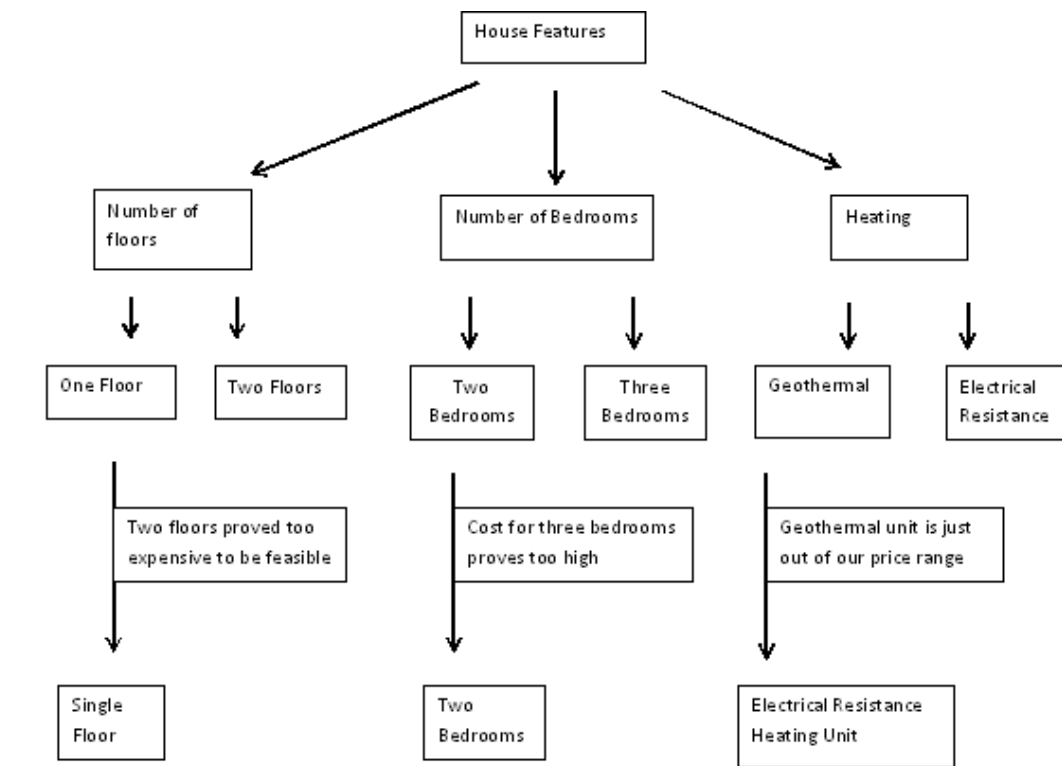 House Features
Number of
floors
Number of Bedrooms
Heating
One Floor
Two Floors
Two
Bedrooms
Three
Bedrooms
Geothermal
Electrical
Resistance
Two floors proved too
expensive to be feasible
Cost for three bedrooms
proves too high
Geothermal unit is just
out of our price range
Single
Floor
Two
Bedrooms
Electrical Resistance
Heating Unit